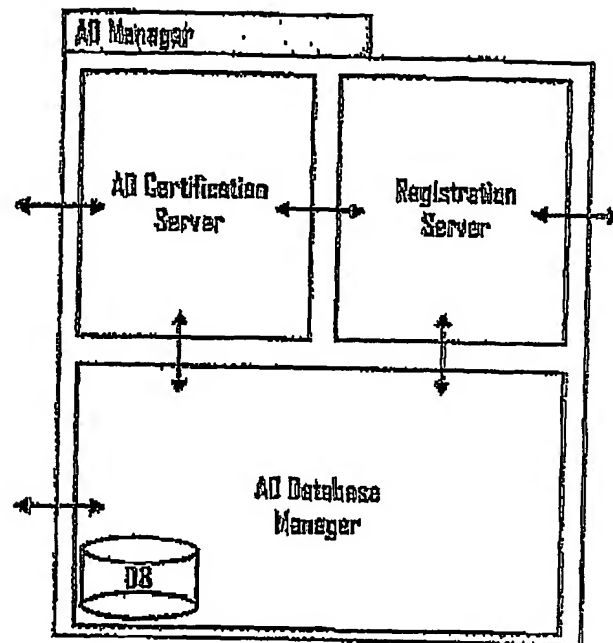 AD Manager
AD Certification
Server
Registration
Server
AD Database
Manager
DB